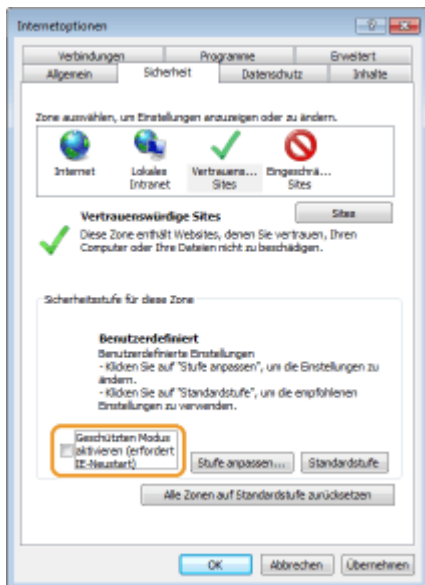 Internetoptionen
Verbindungen Programme Erweitert
Allgemein Sicherheit Datenschutz Inhalte
Zone auswählen, um Einstellungen anzuzeigen oder zu ändern.
Internet Lokales Vertrauens... Eingeschrä...
Intranet Sites Sites
Vertrauenswürdige Sites Sites
Diese Zone enthält Websites, denen Sie vertrauen, Ihren
Computer oder Ihre Dateien nicht zu beschädigen.
Sicherheitsstufe für diese Zone
Benutzerdefiniert
Benutzerdefinierte Einstellungen
- Klicken Sie auf "Stufe anpassen", um die Einstellungen zu
ändern.
- Klicken Sie auf "Standardstufe", um die empfohlenen
Einstellungen zu verwenden.
Geschützten Modus
aktivieren (erfordert
IE-Neustart)
Stufe anpassen... Standardstufe
Alle Zonen auf Standardstufe zurücksetzen
OK Abbrechen Übernehmen